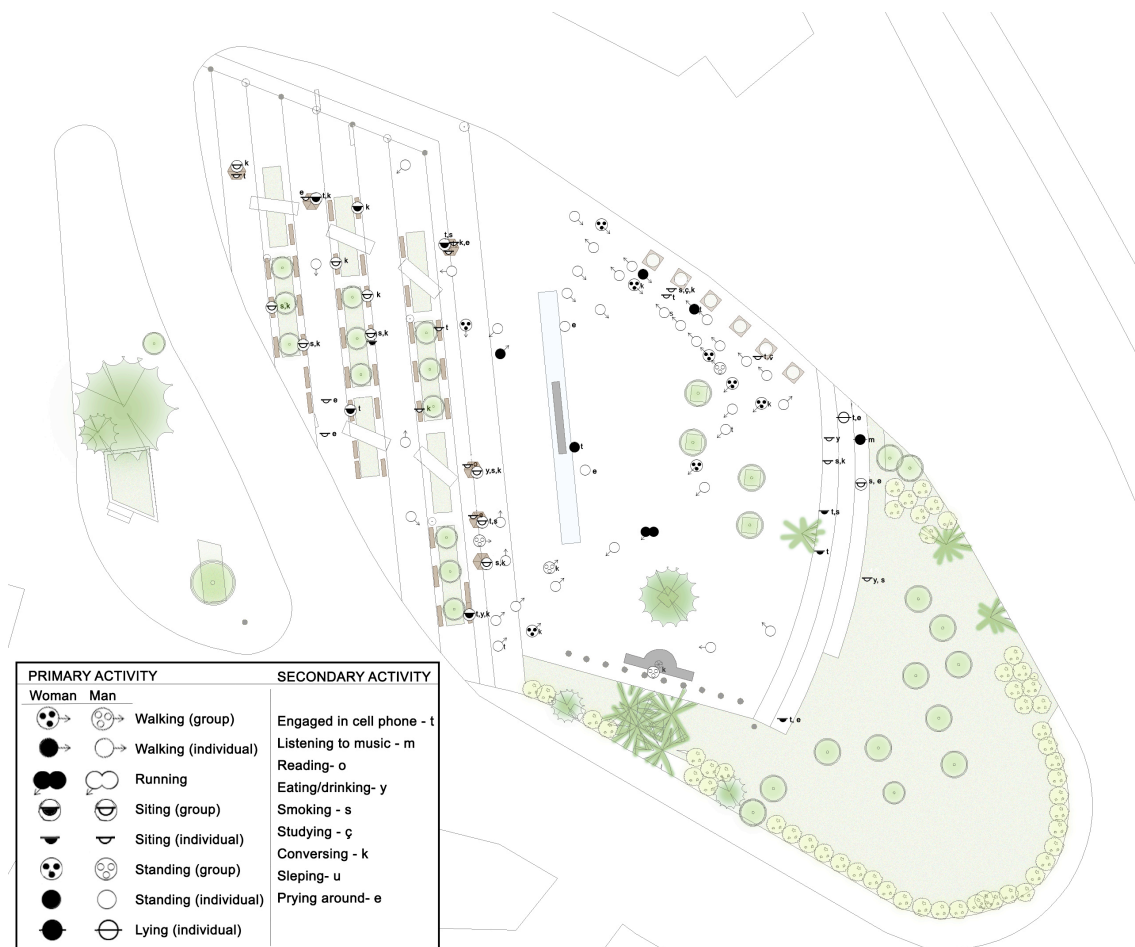 k
t
e
t,k
k
t,s
k,e
k
k
s,k
t
s,k
s,k
e
t
k
e
y,s,k
s
t,s
s,k
t,y,k
t
k
k
e
t
e
k
s,ç,k
t
t
s
t,ç
k
t
t,e
y
m
s,k
s, e
t,s
t
y, s
k
t, e
PRIMARY ACTIVITY
SECONDARY ACTIVITY
Woman Man
Walking (group)
Walking (individual)
Running
Siting (group)
Siting (individual)
Standing (group)
Standing (individual)
Lying (individual)
Engaged in cell phone - t
Listening to music - m
Reading- o
Eating/drinking- y
Smoking - s
Studying - ç
Conversing - k
Sleping- u
Prying around- e